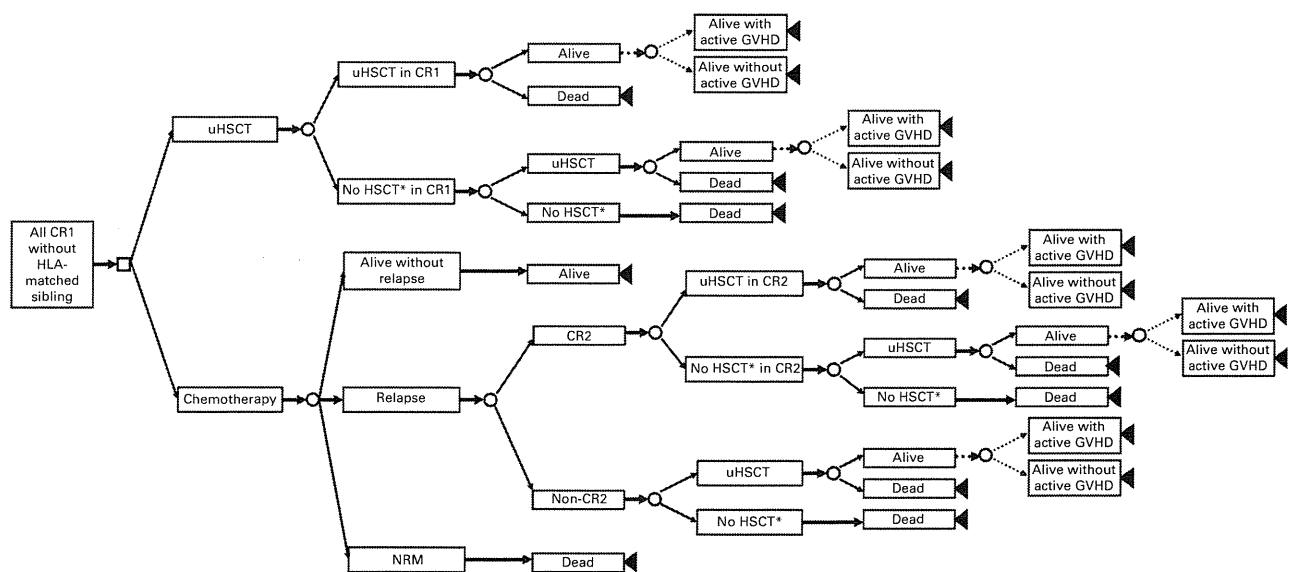 Alive with
active GVHD
Alive
Alive without
active GVHD
uHSCT in CR1
Dead
uHSCT
Alive with
active GVHD
Alive
Alive without
active GVHD
uHSCT
Dead
No HSCT* in CR1
No HSCT*
Dead
All CR1
without
HLA-
matched
sibling
Alive without
relapse
Alive
Alive with
active GVHD
Alive
Alive without
active GVHD
uHSCT in CR2
Dead
CR2
Alive with
active GVHD
Alive
Alive without
active GVHD
uHSCT
Dead
No HSCT* in CR2
No HSCT*
Dead
Chemotherapy
Relapse
Alive with
active GVHD
Alive
Alive without
active GVHD
uHSCT
Dead
Non-CR2
No HSCT*
Dead
NRM
Dead